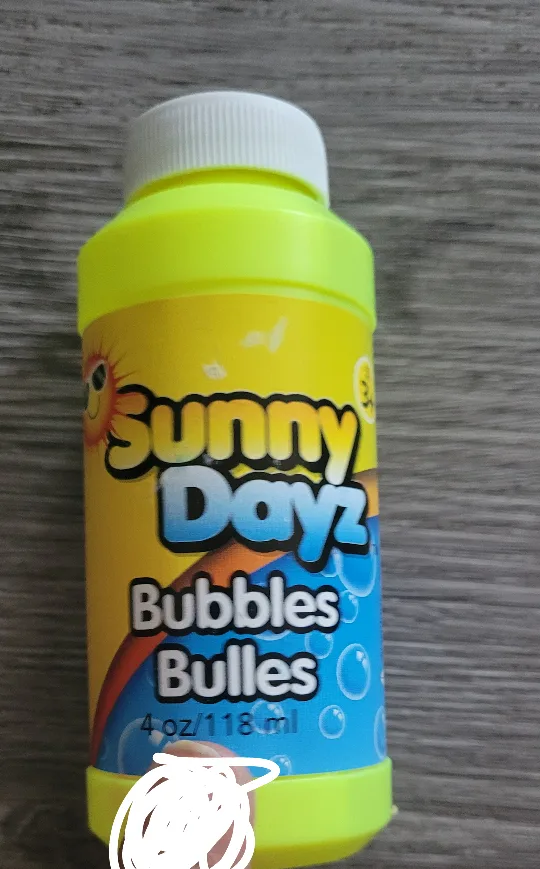 Sunny
Dayz
Bubbles
Bulles
4 oz/118 ml